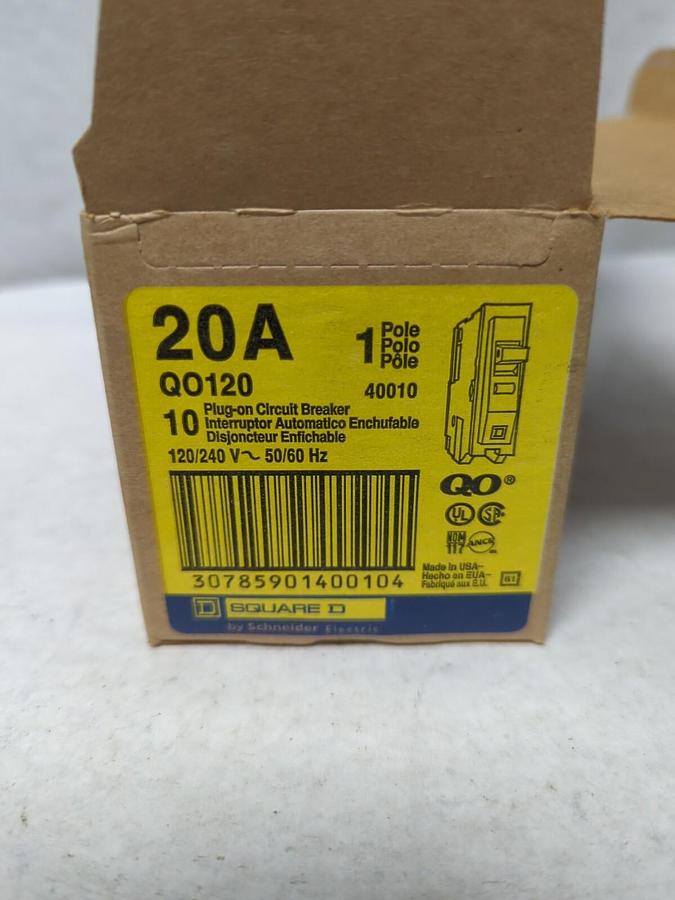 20A
1 Pole
Polo
Pôle
QO120
40010
10 Plug-on Circuit Breaker
Interruptor Automatico Enchufable
Disjoncteur Enfichable
120/240 V~ 50/60 Hz
QO®
UL
NOM
117
ANCE
30785901400104
Made in USA-
Hecho en EUA-
Fabriqué aux E.U.
61
D SQUARE D
by Schneider Electric